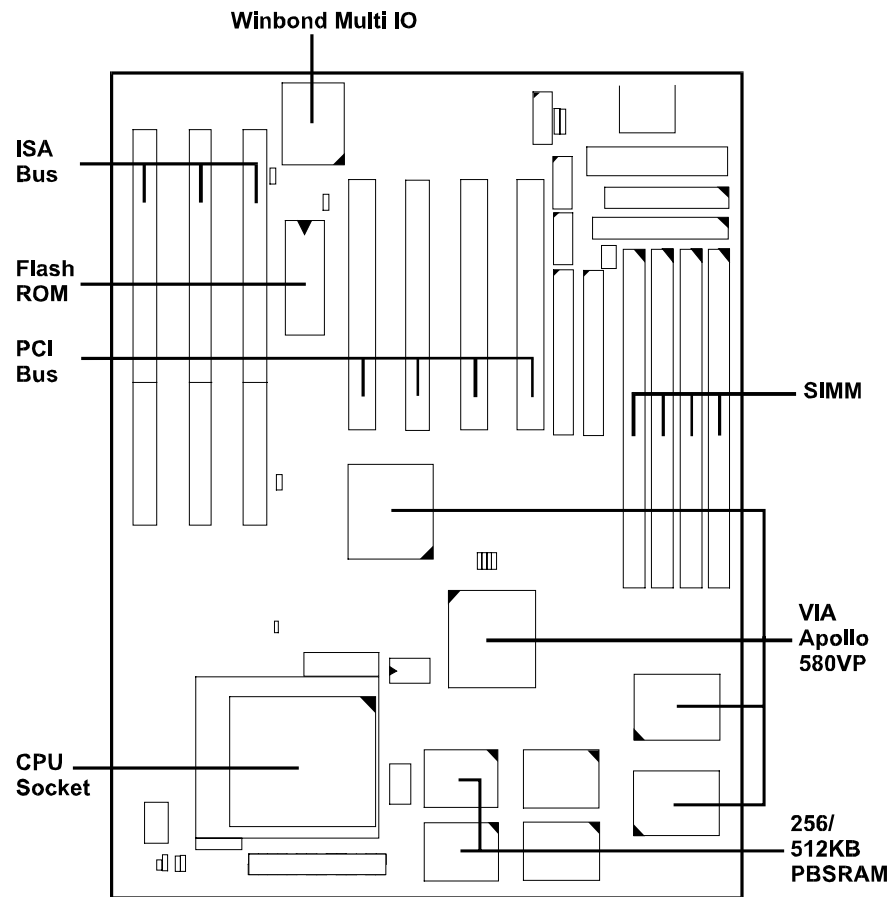 Winbond Multi IO
ISA
Bus
Flash
ROM
PCI
Bus
SIMM
VIA
Apollo
580VP
CPU
Socket
256/
512KB
PBSRAM